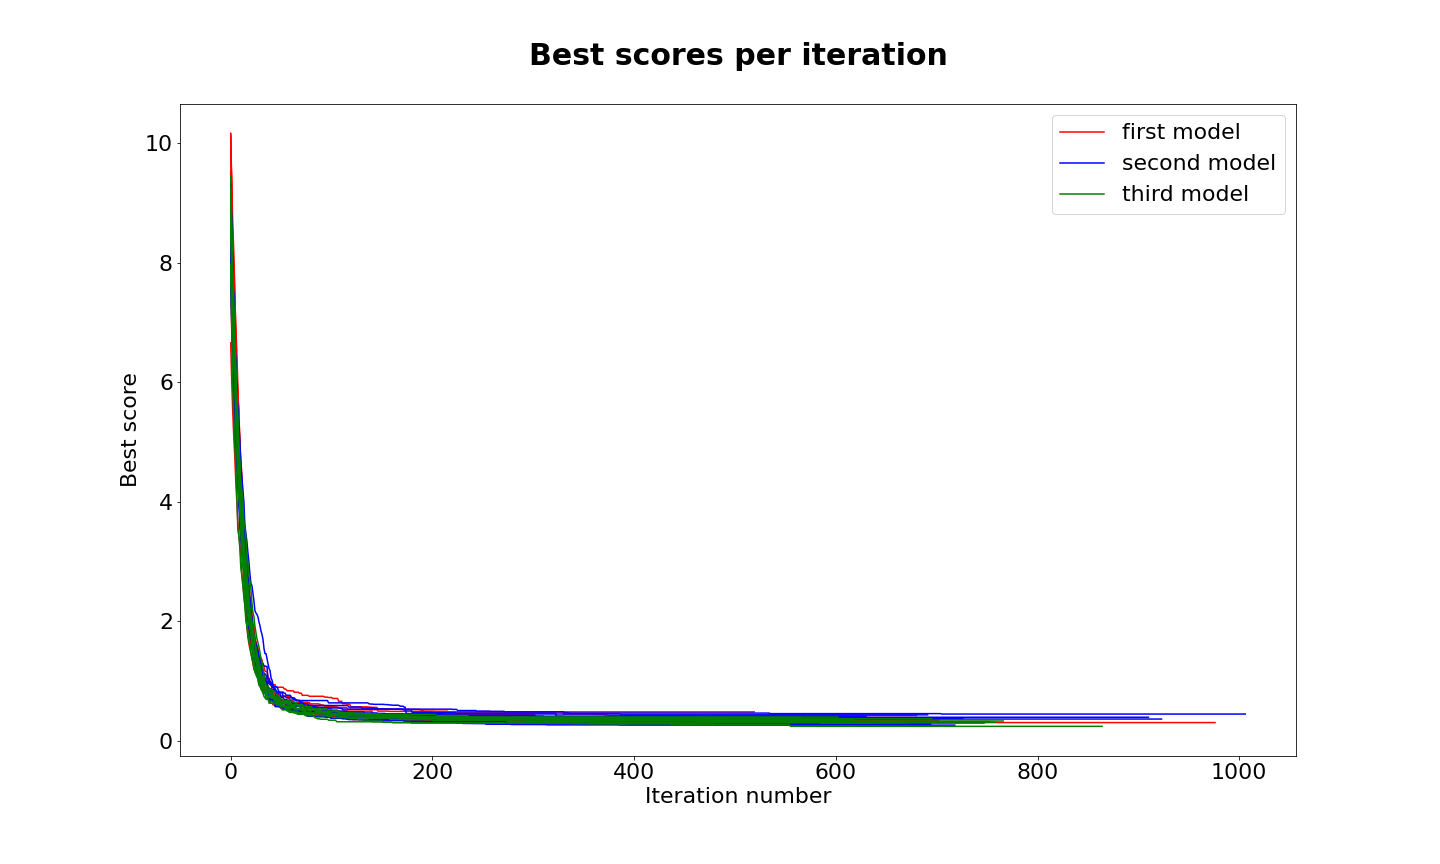 Best scores per iteration
10
8
6
4
2
0
Best score
first model
second model
third model
0 200 400 600 800 1000
Iteration number